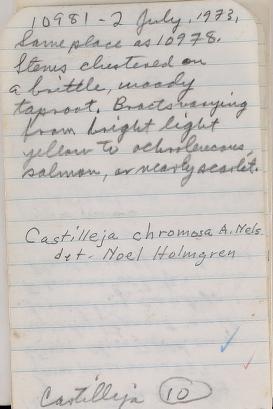 10981 - 2 July, 1973,
Same place as 10978.
Stems clustered on
a brittle, woody
taproot. Bracts varying
from bright light
yellow to ochroleucous,
salmon, or nearly scarlet.
Castilleja chromosa A. Nels.
det. Noel Holmgren
Castilleja 10